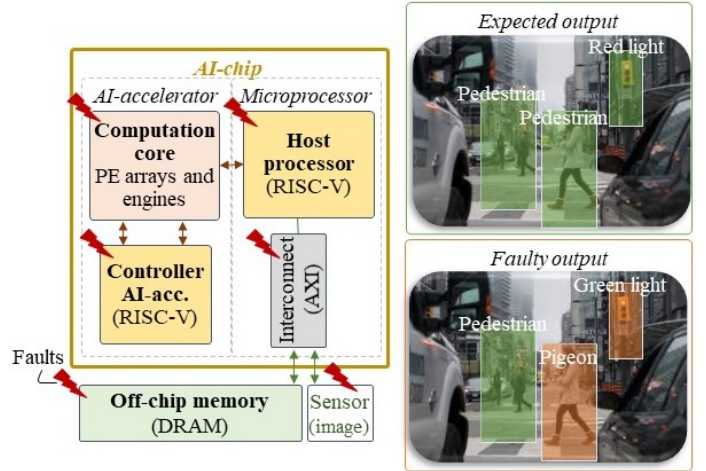 AI-chip
AI-accelerator
Microprocessor
Computation
core
PE arrays and
engines
Host
processor
(RISC-V)
Controller
AI-acc.
(RISC-V)
Interconnect
(AXI)
Faults
Off-chip memory
(DRAM)
Sensor
(image)
Expected output
Red light
Pedestrian
Pedestrian
Faulty output
Green light
Pedestrian
Pigeon